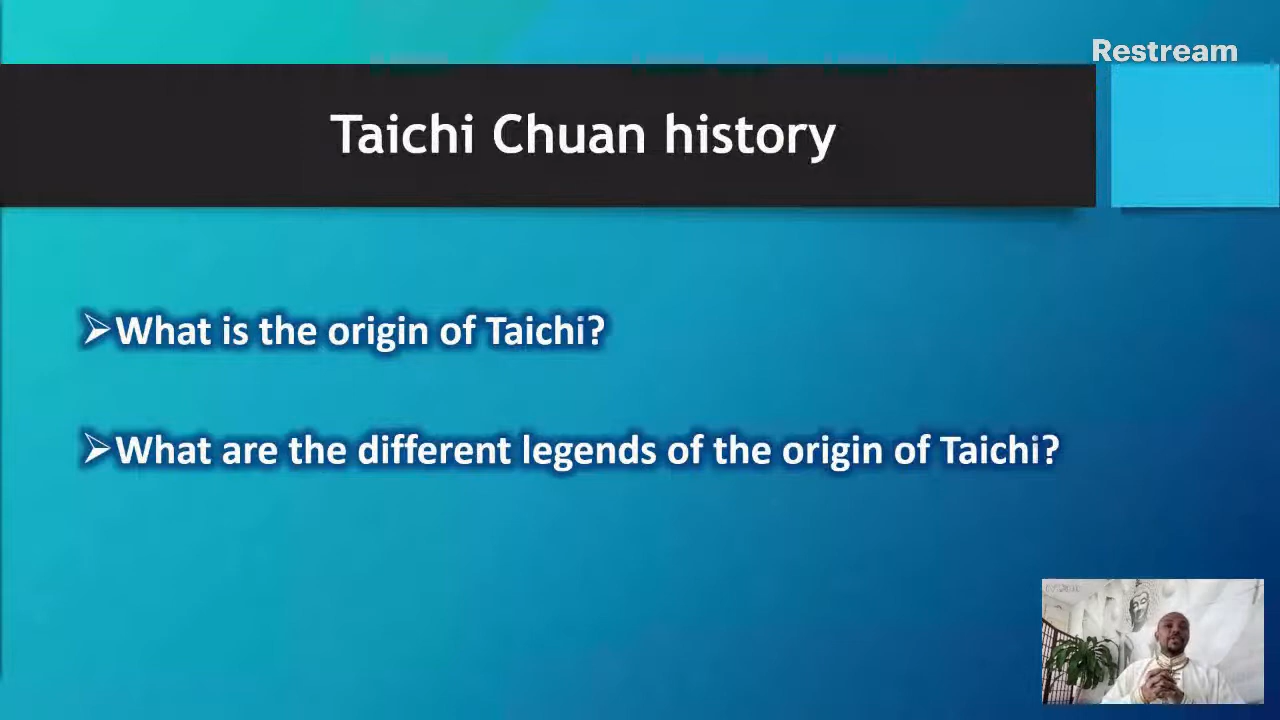 Restream
Taichi Chuan history
➢What is the origin of Taichi?
➢What are the different legends of the origin of Taichi?